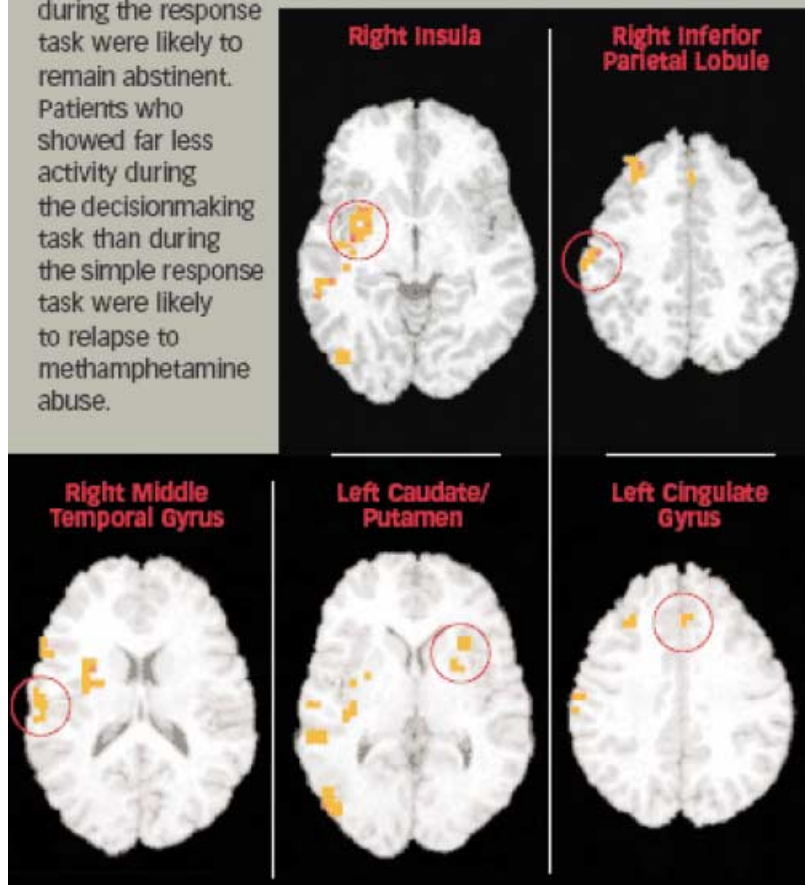 during the response
task were likely to
remain abstinent.
Patients who
showed far less
activity during
the decisionmaking
task than during
the simple response
task were likely
to relapse to
methamphetamine
abuse.
Right Insula
Right Inferior
Parietal Lobule
Right Middle
Temporal Gyrus
Left Caudate/
Putamen
Left Cingulate
Gyrus